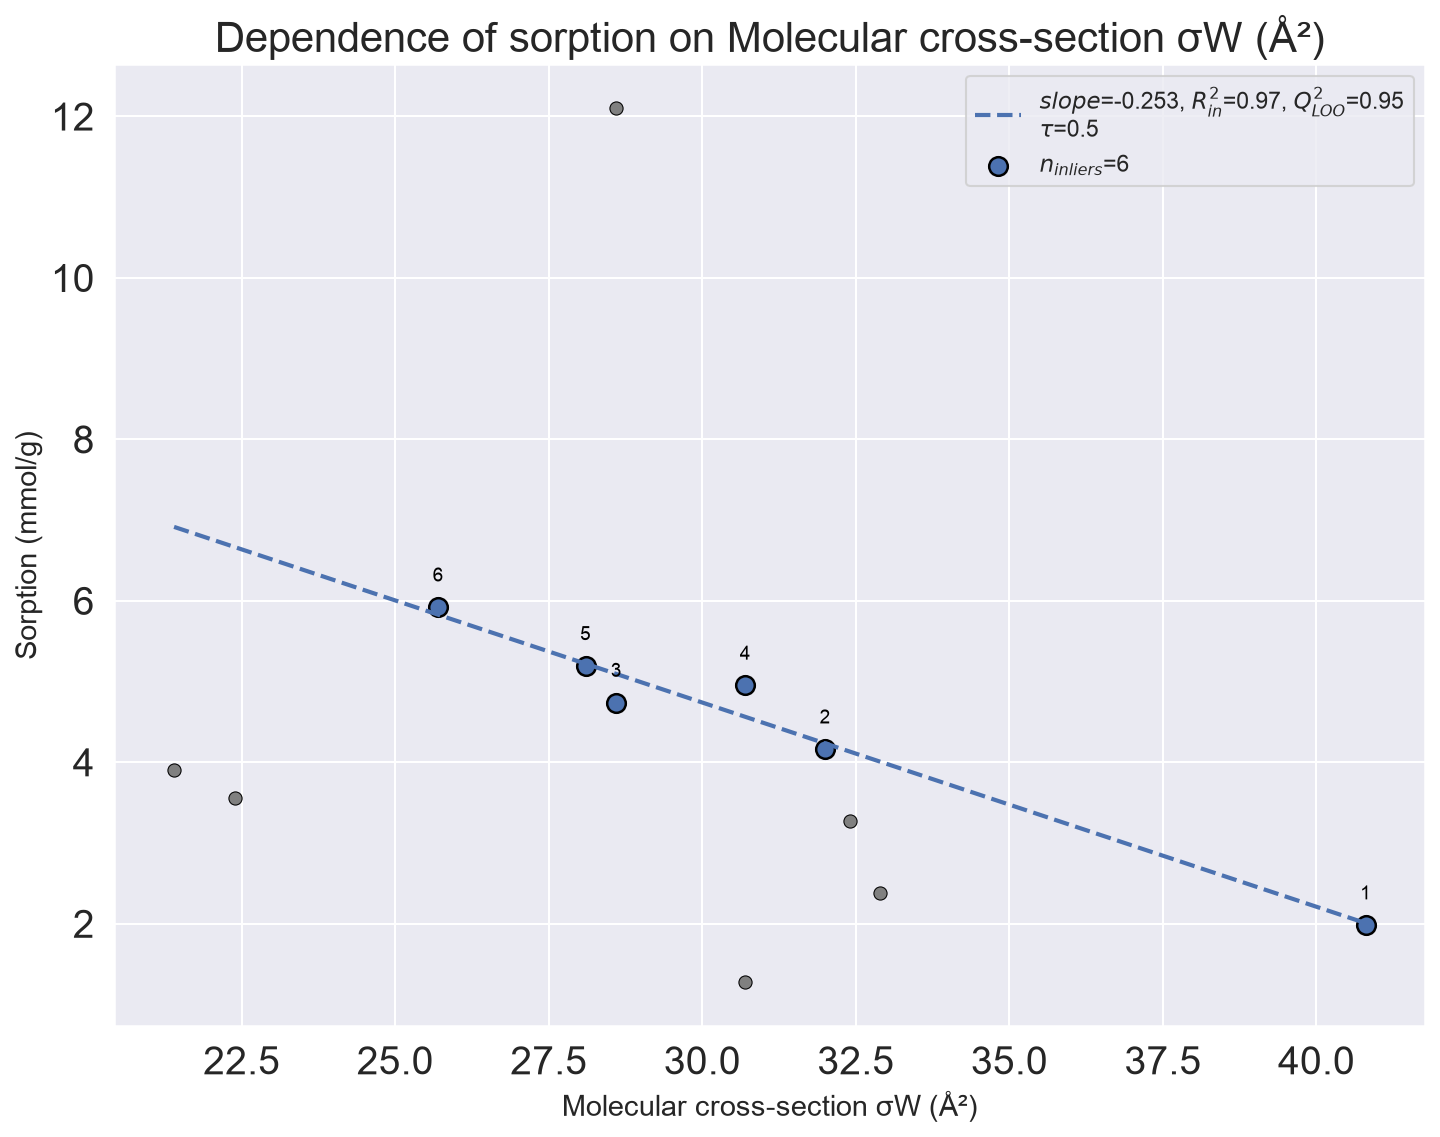 Dependence of sorption on Molecular cross-section σW (Å²)
slope=-0.253, R²in=0.97, Q²LOO=0.95
τ=0.5
n_inliers=6
Sorption (mmol/g)
12
10
8
6
4
2
6
5
3
4
2
1
22.5 25.0 27.5 30.0 32.5 35.0 37.5 40.0
Molecular cross-section σW (Å²)